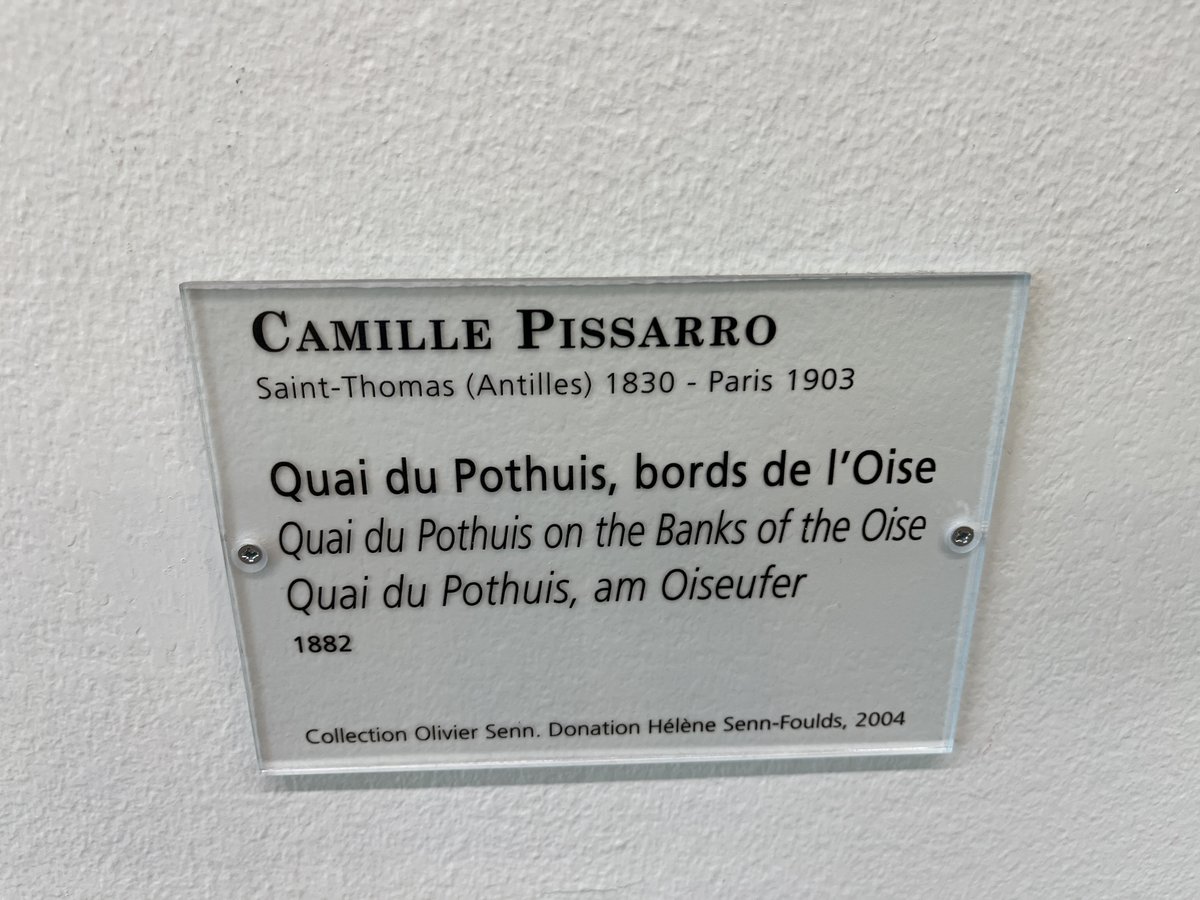 CAMILLE PISSARRO
Saint-Thomas (Antilles) 1830 - Paris 1903
Quai du Pothuis, bords de l'Oise
Quai du Pothuis on the Banks of the Oise
Quai du Pothuis, am Oiseufer
1882
Collection Olivier Senn. Donation Hélène Senn-Foulds, 2004